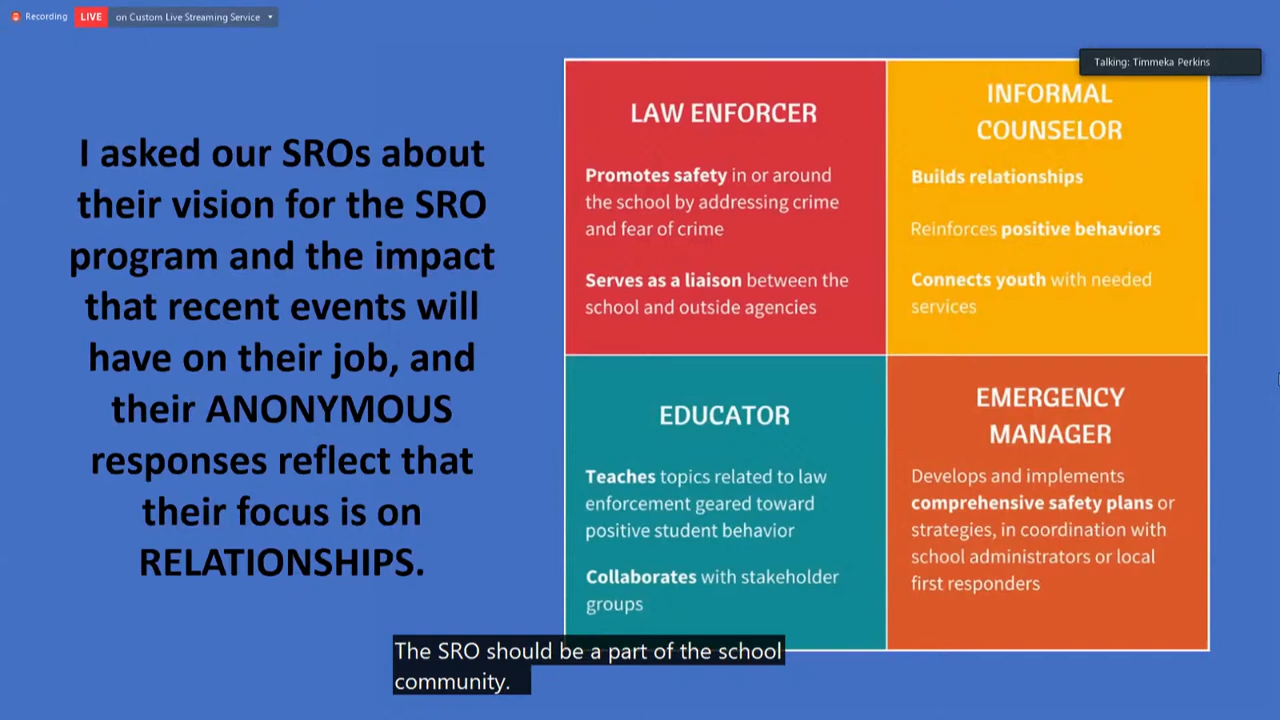 Recording
LIVE on Custom Live Streaming Service
Talking: Timmeka Perkins
I asked our SROs about
their vision for the SRO
program and the impact
that recent events will
have on their job, and
their ANONYMOUS
responses reflect that
their focus is on
RELATIONSHIPS.
LAW ENFORCER
Promotes safety in or around
the school by addressing crime
and fear of crime
Serves as a liaison between the
school and outside agencies
INFORMAL
COUNSELOR
Builds relationships
Reinforces positive behaviors
Connects youth with needed
services
EDUCATOR
Teaches topics related to law
enforcement geared toward
positive student behavior
Collaborates with stakeholder
groups
EMERGENCY
MANAGER
Develops and implements
comprehensive safety plans or
strategies, in coordination with
school administrators or local
first responders
The SRO should be a part of the school
community.